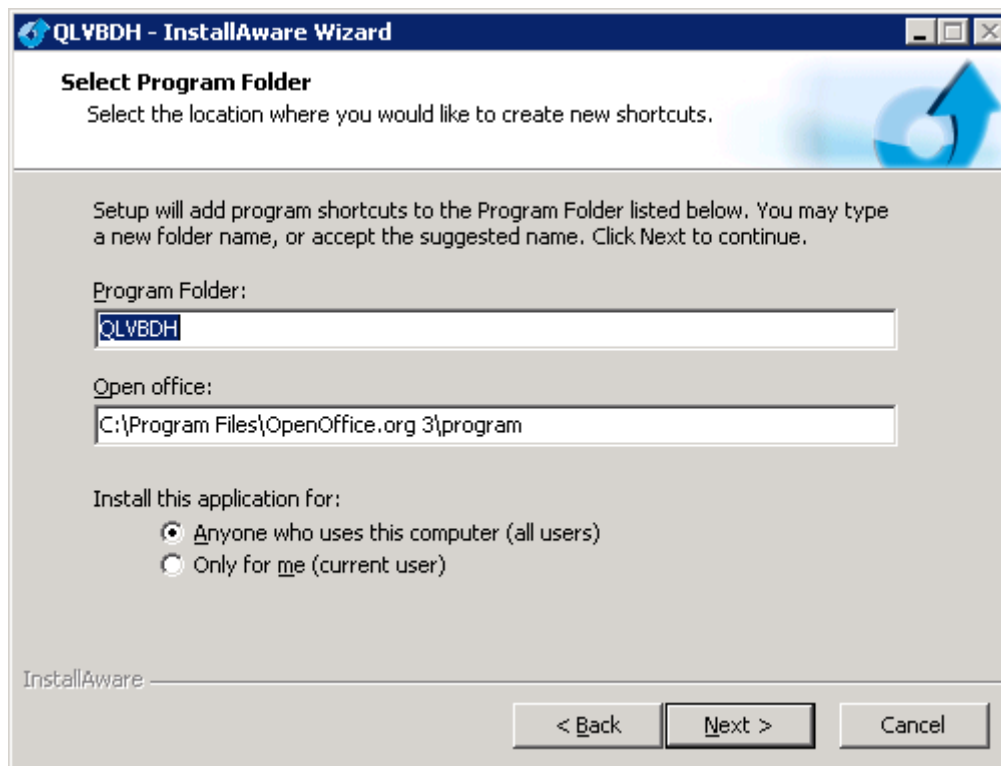 QLVBDH - InstallAware Wizard
Select Program Folder
Select the location where you would like to create new shortcuts.
Setup will add program shortcuts to the Program Folder listed below. You may type
a new folder name, or accept the suggested name. Click Next to continue.
Program Folder:
QLVBDH
Open office:
C:\Program Files\OpenOffice.org 3\program
Install this application for:
Anyone who uses this computer (all users)
Only for me (current user)
InstallAware
< Back Next > Cancel